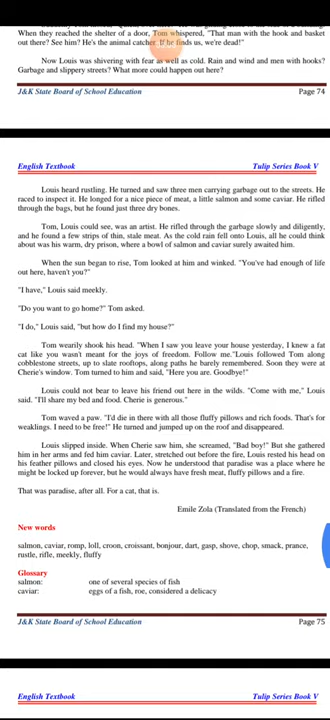 When they reached the shelter of a door, Tom whispered, "That man with the hook and basket
out there? See him? He's the animal catcher. If he finds us, we're dead!"
Now Louis was shivering with fear as well as cold. Rain and wind and men with hooks?
Garbage and slippery streets? What more could happen out here?
J&K State Board of School Education Page 74
English Textbook Tulip Series Book V
Louis heard rustling. He turned and saw three men carrying garbage out to the streets. He
raced to inspect it. He longed for a nice piece of meat, a little salmon and some caviar. He rifled
through the bags, but he found just three dry bones.
Tom, Louis could see, was an artist. He rifled through the garbage slowly and diligently,
and he found a few strips of thin, stale meat. As the cold rain fell onto Louis, all he could think
about was his warm, dry prison, where a bowl of salmon and caviar surely awaited him.
When the sun began to rise, Tom looked at him and winked. "You've had enough of life
out here, haven't you?"
"I have," Louis said meekly.
"Do you want to go home?" Tom asked.
"I do," Louis said, "but how do I find my house?"
Tom wearily shook his head. "When I saw you leave your house yesterday, I knew a fat
cat like you wasn't meant for the joys of freedom. Follow me."Louis followed Tom along
cobblestone streets, up to slate rooftops, along paths he barely remembered. Soon they were at
Cherie's window. Tom turned to him and said, "Here you are. Goodbye!"
Louis could not bear to leave his friend out here in the wilds. "Come with me," Louis
said. "I'll share my bed and food. Cherie is generous."
Tom waved a paw. "I'd die in there with all those fluffy pillows and rich foods. That's for
weaklings. I need to be free!" He turned and jumped up on the roof and disappeared.
Louis slipped inside. When Cherie saw him, she screamed, "Bad boy!" But she gathered
him in her arms and fed him caviar. Later, stretched out before the fire, Louis rested his head on
his feather pillows and closed his eyes. Now he understood that paradise was a place where he
might be locked up forever, but he would always have fresh meat, fluffy pillows and a fire.
That was paradise, after all. For a cat, that is.
Emile Zola (Translated from the French)
New words
salmon, caviar, romp, loll, croon, croissant, bonjour, dart, gasp, shove, chop, smack, prance,
rustle, rifle, meekly, fluffy
Glossary
salmon: one of several species of fish
caviar: eggs of a fish, roe, considered a delicacy
J&K State Board of School Education Page 75
English Textbook Tulip Series Book V